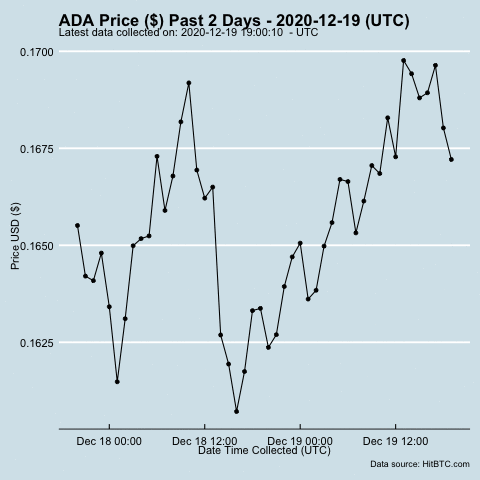 ADA Price ($) Past 2 Days - 2020-12-19 (UTC)
Latest data collected on: 2020-12-19 19:00:10  - UTC
0.1700
0.1675
0.1650
0.1625
Price USD ($)
Dec 18 00:00 Dec 18 12:00 Dec 19 00:00 Dec 19 12:00
Date Time Collected (UTC)
Data source: HitBTC.com